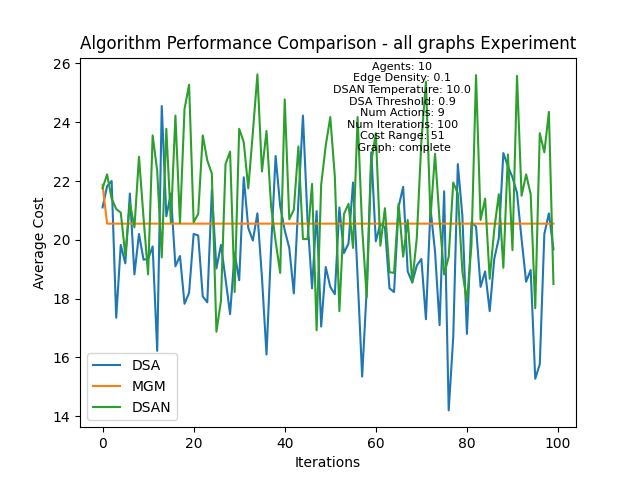 Algorithm Performance Comparison - all graphs Experiment
Agents: 10
Edge Density: 0.1
DSAN Temperature: 10.0
DSA Threshold: 0.9
Num Actions: 9
Num Iterations: 100
Cost Range: 51
Graph: complete
26
24
22
20
18
16
14
Average Cost
DSA
MGM
DSAN
0
20
40
60
80
100
Iterations